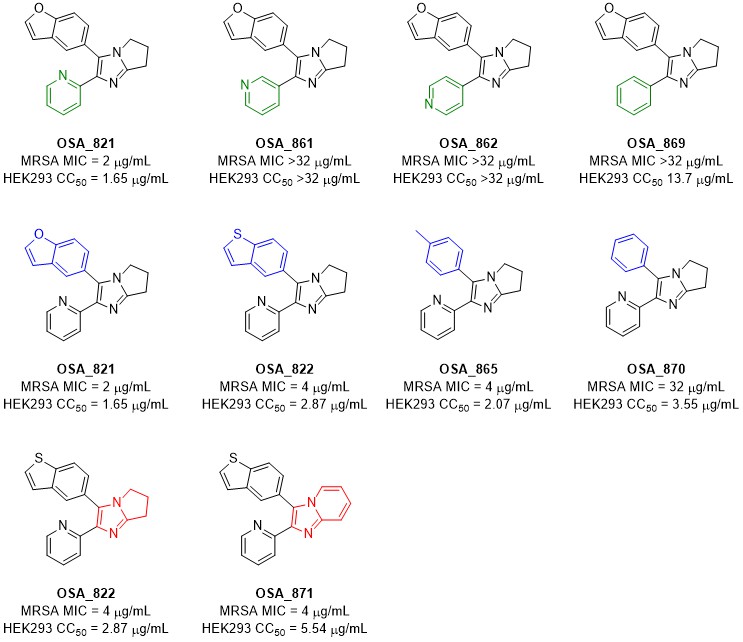 OSA_821
MRSA MIC = 2 μg/mL
HEK293 CC50 = 1.65 μg/mL
OSA_861
MRSA MIC >32 μg/mL
HEK293 CC50 >32 μg/mL
OSA_862
MRSA MIC >32 μg/mL
HEK293 CC50 >32 μg/mL
OSA_869
MRSA MIC >32 μg/mL
HEK293 CC50 13.7 μg/mL
OSA_821
MRSA MIC = 2 μg/mL
HEK293 CC50 = 1.65 μg/mL
OSA_822
MRSA MIC = 4 μg/mL
HEK293 CC50 = 2.87 μg/mL
OSA_865
MRSA MIC = 4 μg/mL
HEK293 CC50 = 2.07 μg/mL
OSA_870
MRSA MIC = 32 μg/mL
HEK293 CC50 = 3.55 μg/mL
OSA_822
MRSA MIC = 4 μg/mL
HEK293 CC50 = 2.87 μg/mL
OSA_871
MRSA MIC = 4 μg/mL
HEK293 CC50 = 5.54 μg/mL